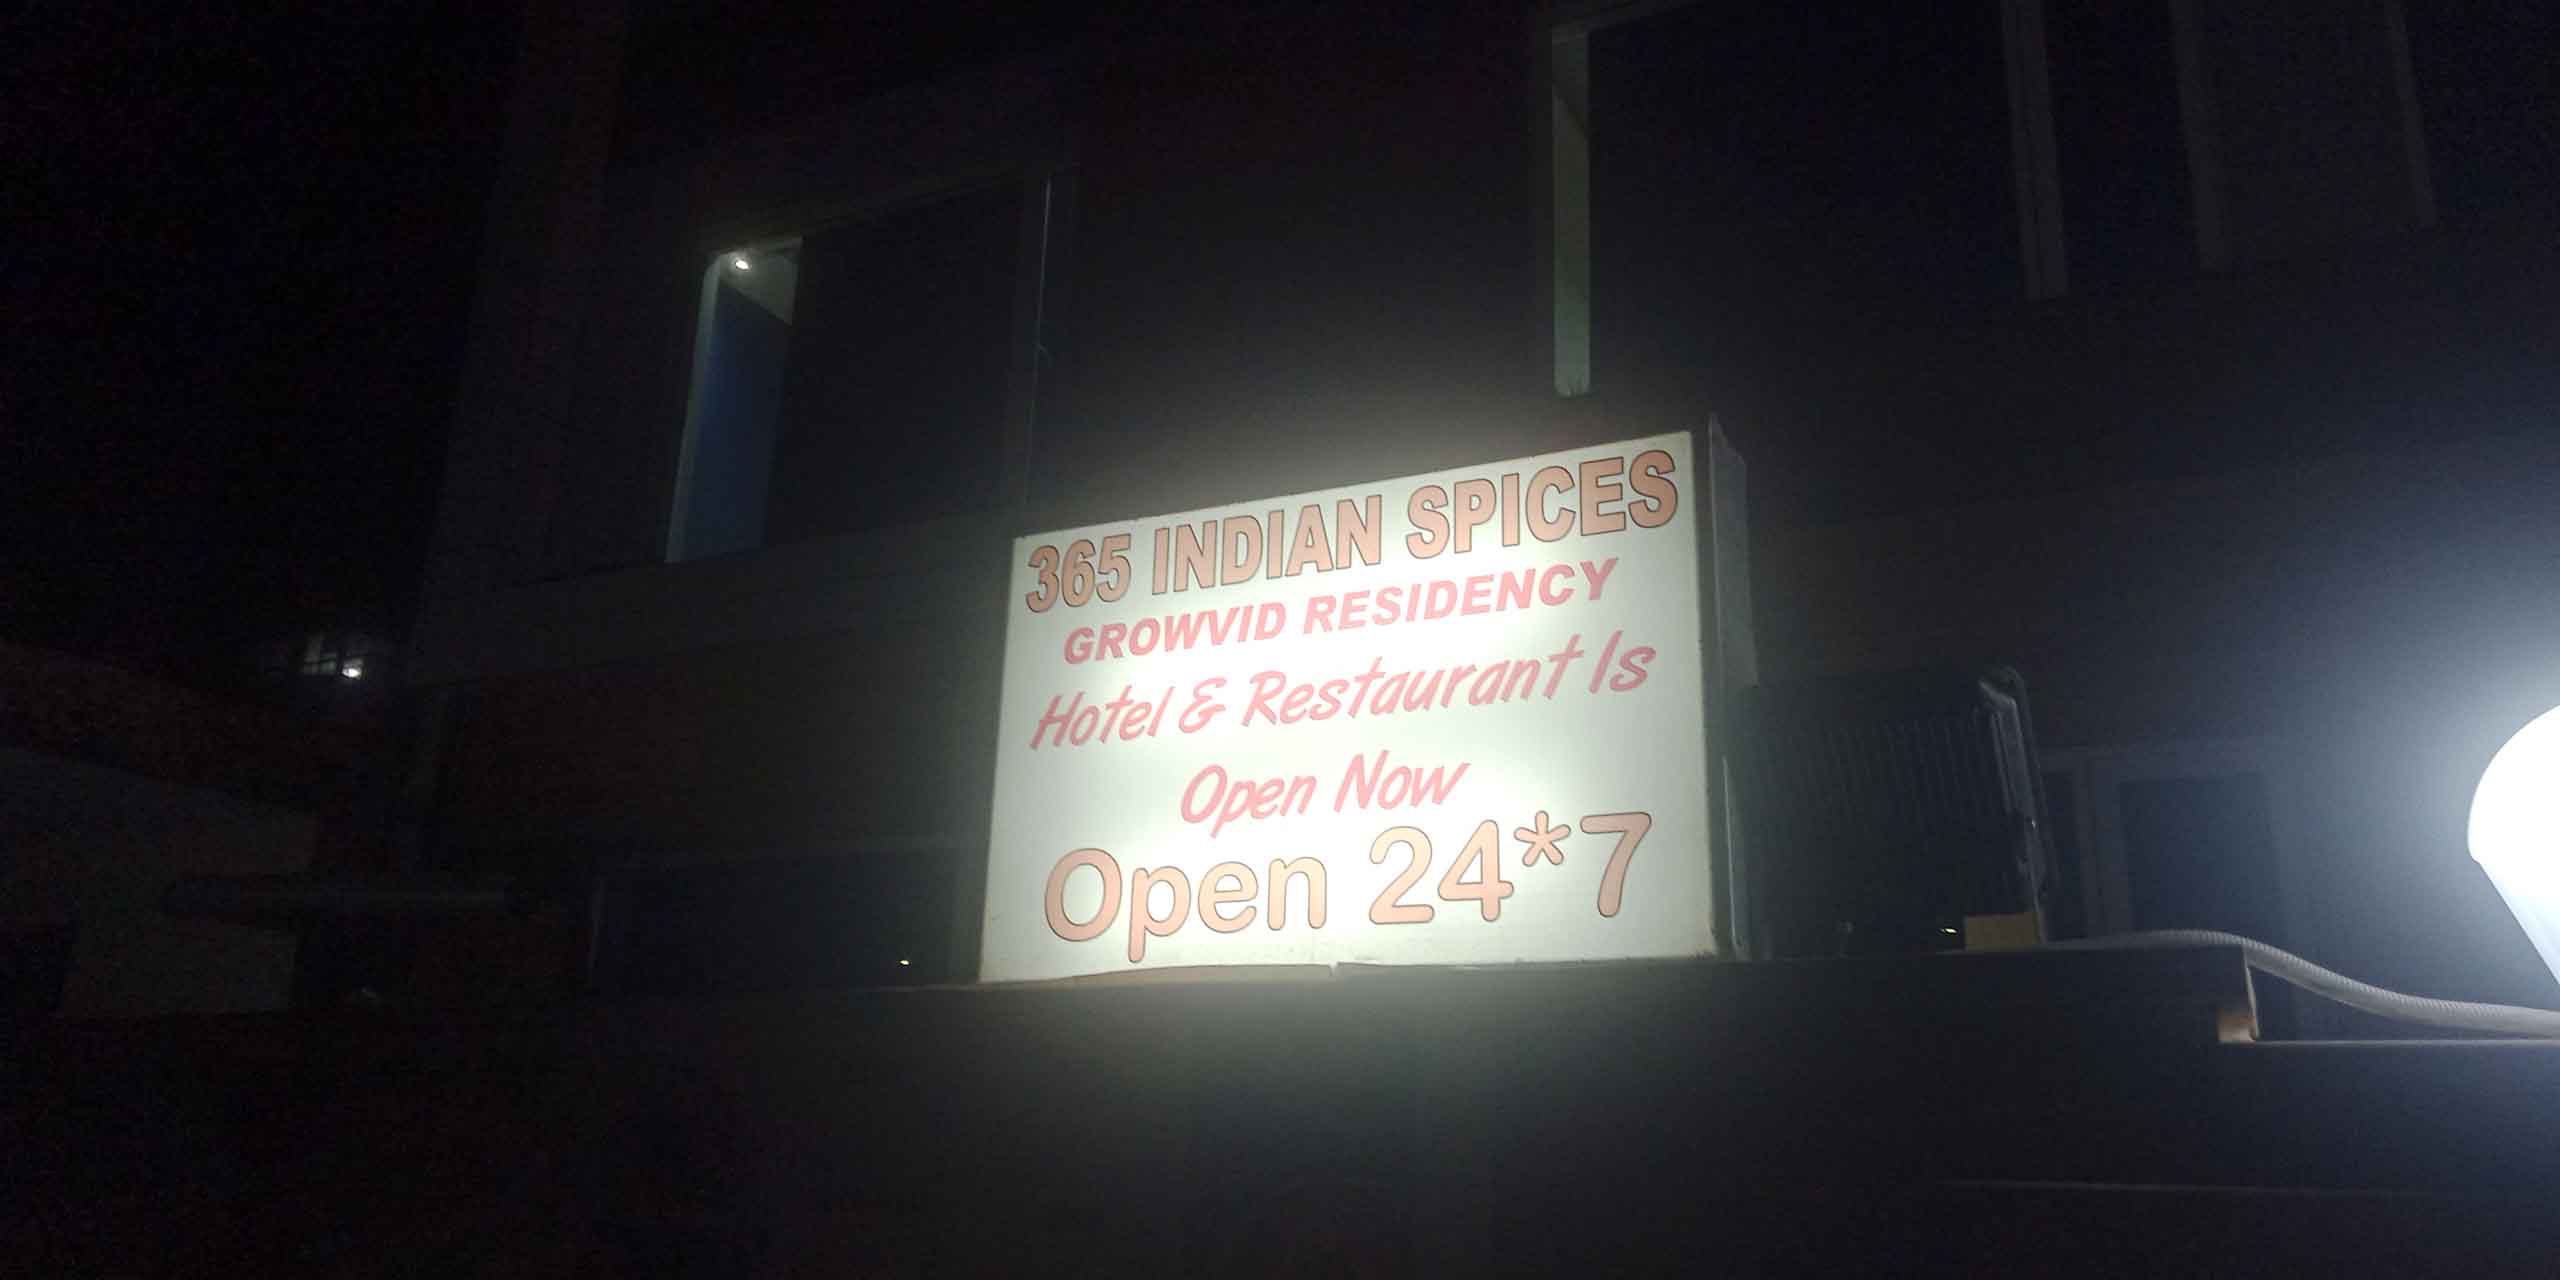 365 INDIAN SPICES
GROWVID RESIDENCY
Hotel & Restaurant Is
Open Now
Open 24*7